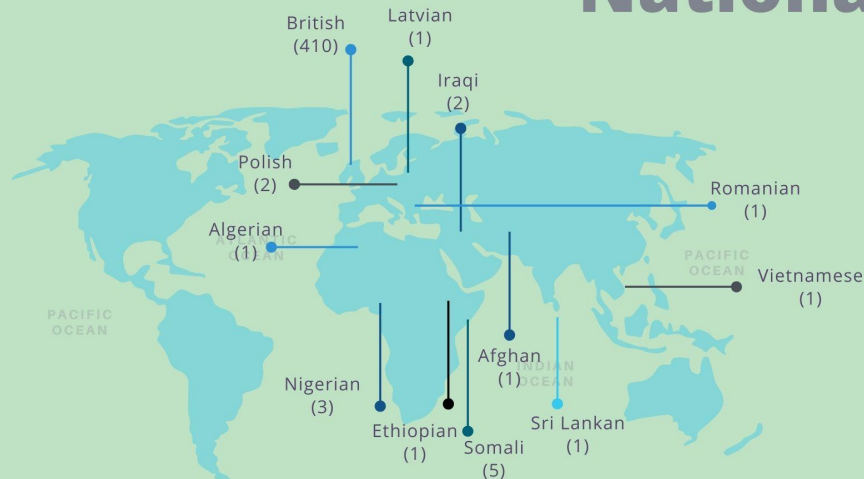 Nationa
British
(410)
Latvian
(1)
Iraqi
(2)
Polish
(2)
Romanian
(1)
Algerian
(1)
ATLANTIC
OCEAN
PACIFIC
OCEAN
Vietnamese
(1)
PACIFIC
OCEAN
Afghan
(1)
INDIAN
OCEAN
Nigerian
(3)
Ethiopian
(1)
Somali
(5)
Sri Lankan
(1)